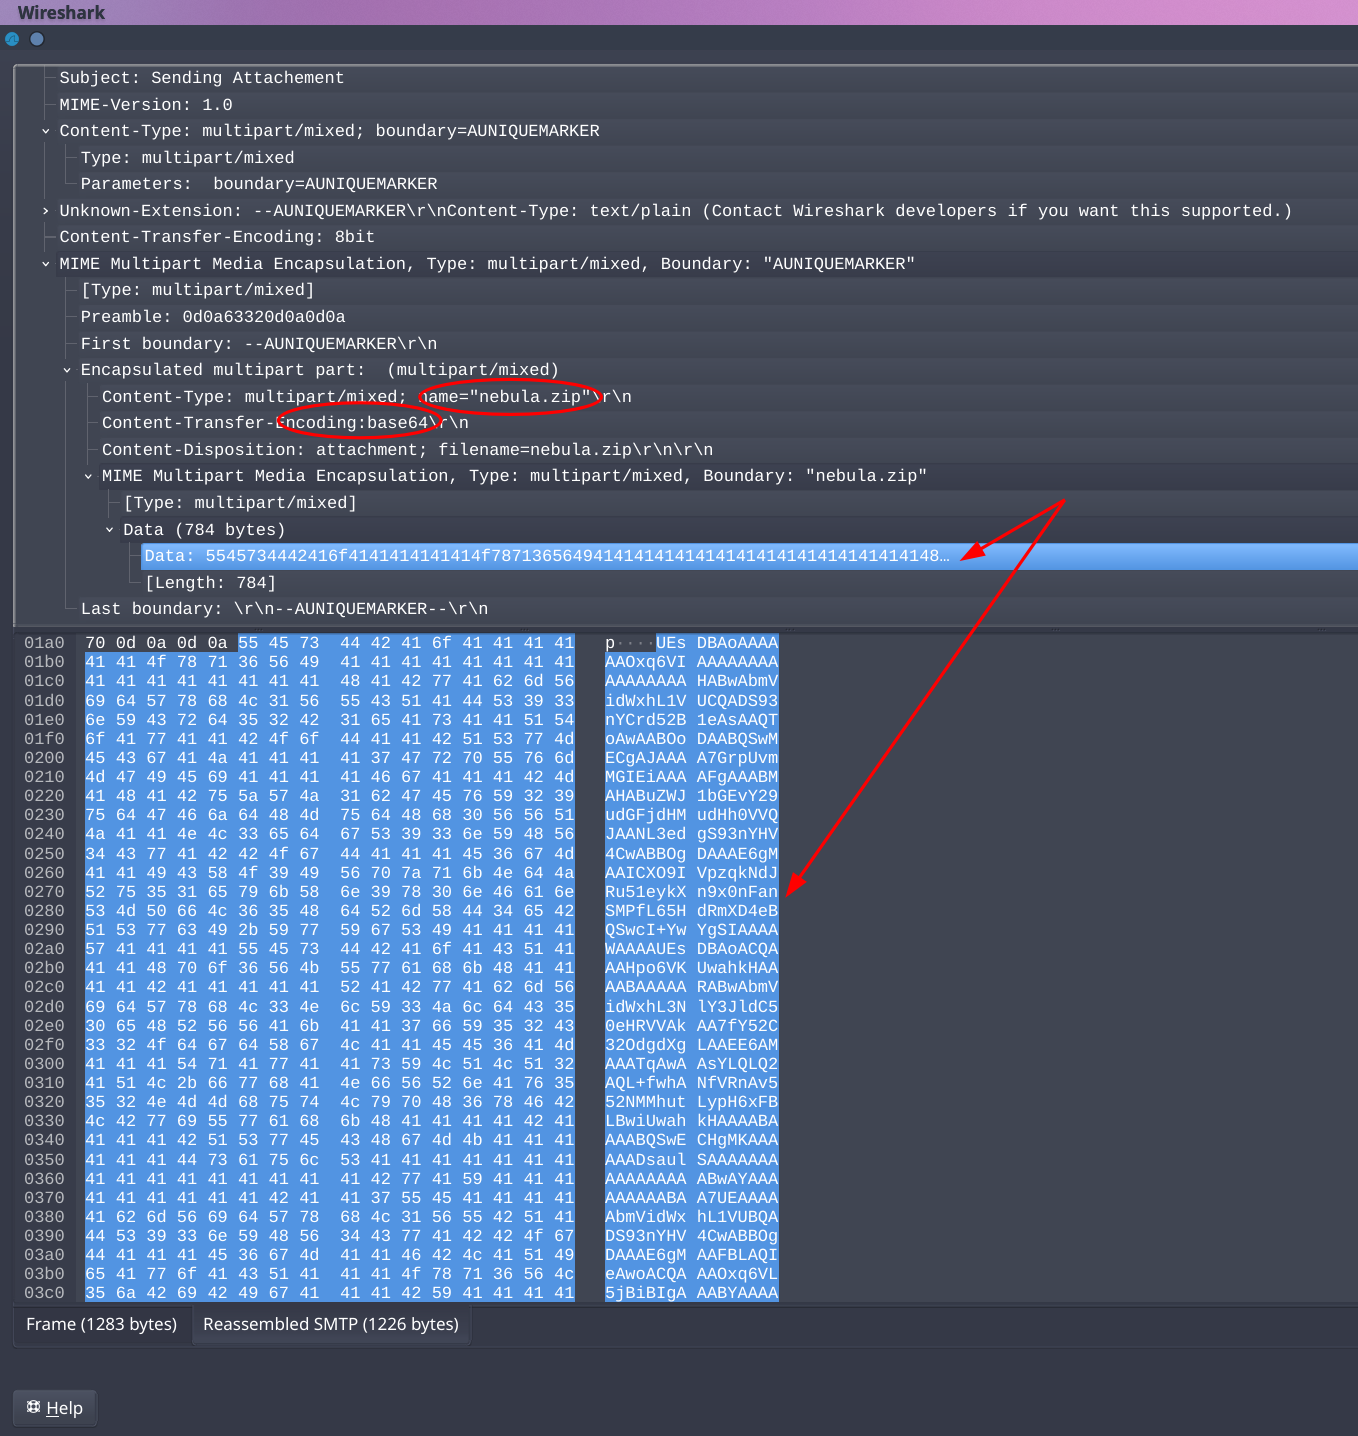 Wireshark
Subject: Sending Attachement
MIME-Version: 1.0
Content-Type: multipart/mixed; boundary=AUNIQUEMARKER
Type: multipart/mixed
Parameters:  boundary=AUNIQUEMARKER
Unknown-Extension: --AUNIQUEMARKER\r\nContent-Type: text/plain (Contact Wireshark developers if you want this supported.)
Content-Transfer-Encoding: 8bit
MIME Multipart Media Encapsulation, Type: multipart/mixed, Boundary: "AUNIQUEMARKER"
[Type: multipart/mixed]
Preamble: 0d0a63320d0a0d0a
First boundary: --AUNIQUEMARKER\r\n
Encapsulated multipart part:  (multipart/mixed)
Content-Type: multipart/mixed; name="nebula.zip"\r\n
Content-Transfer-Encoding:base64\r\n
Content-Disposition: attachment; filename=nebula.zip\r\n\r\n
MIME Multipart Media Encapsulation, Type: multipart/mixed, Boundary: "nebula.zip"
[Type: multipart/mixed]
Data (784 bytes)
Data: 5545734442416f4141414141414f7871365649414141414141414141414141414141414148…
[Length: 784]
Last boundary: \r\n--AUNIQUEMARKER--\r\n
01a0 70 0d 0a 0d 0a 55 45 73 44 42 41 6f 41 41 41 41 p····UEs DBAoAAAA
01b0 41 41 4f 78 71 36 56 49 41 41 41 41 41 41 41 41 AAOxq6VI AAAAAAAA
01c0 41 41 41 41 41 41 41 41 48 41 42 77 41 62 6d 56 AAAAAAAA HABwAbmV
01d0 69 64 57 78 68 4c 31 56 55 43 51 41 44 53 39 33 idWxhL1V UCQADS93
01e0 6e 59 43 72 64 35 32 42 31 65 41 73 41 41 51 54 nYCrd52B 1eAsAAQT
01f0 6f 41 77 41 41 42 4f 6f 44 41 41 42 51 53 77 4d oAwAABOo DAABQSwM
0200 45 43 67 41 4a 41 41 41 41 37 47 72 70 55 76 6d ECgAJAAA A7GrpUvm
0210 4d 47 49 45 69 41 41 41 41 46 67 41 41 41 42 4d MGIEiAAA AFgAAABM
0220 41 48 41 42 75 5a 57 4a 31 62 47 45 76 59 32 39 AHABuZWJ 1bGEvY29
0230 75 64 47 46 6a 64 48 4d 75 64 48 68 30 56 56 51 udGFjdHM udHh0VVQ
0240 4a 41 41 4e 4c 33 65 64 67 53 39 33 6e 59 48 56 JAANL3ed gS93nYHV
0250 34 43 77 41 42 42 4f 67 44 41 41 41 45 36 67 4d 4CwABBOg DAAAE6gM
0260 41 41 49 43 58 4f 39 49 56 70 7a 71 6b 4e 64 4a AAICXO9I VpzqkNdJ
0270 52 75 35 31 65 79 6b 58 6e 39 78 30 6e 46 61 6e Ru51eykX n9x0nFan
0280 53 4d 50 66 4c 36 35 48 64 52 6d 58 44 34 65 42 SMPfL65H dRmXD4eB
0290 51 53 77 63 49 2b 59 77 59 67 53 49 41 41 41 41 QSwcI+Yw YgSIAAAA
02a0 57 41 41 41 41 55 45 73 44 42 41 6f 41 43 51 41 WAAAAUEs DBAoACQA
02b0 41 41 48 70 6f 36 56 4b 55 77 61 68 6b 48 41 41 AAHpo6VK UwahkHAA
02c0 41 41 42 41 41 41 41 41 52 41 42 77 41 62 6d 56 AABAAAAA RABwAbmV
02d0 69 64 57 78 68 4c 33 4e 6c 59 33 4a 6c 64 43 35 idWxhL3N lY3JldC5
02e0 30 65 48 52 56 56 41 6b 41 41 37 66 59 35 32 43 0eHRVVAk AA7fY52C
02f0 33 32 4f 64 67 64 58 67 4c 41 41 45 45 36 41 4d 32OdgdXg LAAEE6AM
0300 41 41 41 54 71 41 77 41 41 73 59 4c 51 4c 51 32 AAATqAwA AsYLQLQ2
0310 41 51 4c 2b 66 77 68 41 4e 66 56 52 6e 41 76 35 AQL+fwhA NfVRnAv5
0320 35 32 4e 4d 4d 68 75 74 4c 79 70 48 36 78 46 42 52NMMhut LypH6xFB
0330 4c 42 77 69 55 77 61 68 6b 48 41 41 41 41 42 41 LBwiUwah kHAAAABA
0340 41 41 41 42 51 53 77 45 43 48 67 4d 4b 41 41 41 AAABQSwE CHgMKAAA
0350 41 41 41 44 73 61 75 6c 53 41 41 41 41 41 41 41 AAADsaul SAAAAAAA
0360 41 41 41 41 41 41 41 41 41 42 77 41 59 41 41 41 AAAAAAAA ABwAYAAA
0370 41 41 41 41 41 41 42 41 41 37 55 45 41 41 41 41 AAAAAABA A7UEAAAA
0380 41 62 6d 56 69 64 57 78 68 4c 31 56 55 42 51 41 AbmVidWx hL1VUBQA
0390 44 53 39 33 6e 59 48 56 34 43 77 41 42 42 4f 67 DS93nYHV 4CwABBOg
03a0 44 41 41 41 45 36 67 4d 41 41 46 42 4c 41 51 49 DAAAE6gM AAFBLAQI
03b0 65 41 77 6f 41 43 51 41 41 41 4f 78 71 36 56 4c eAwoACQA AAOxq6VL
03c0 35 6a 42 69 42 49 67 41 41 41 42 59 41 41 41 41 5jBiBIgA AABYAAAA
Frame (1283 bytes) Reassembled SMTP (1226 bytes)
Help